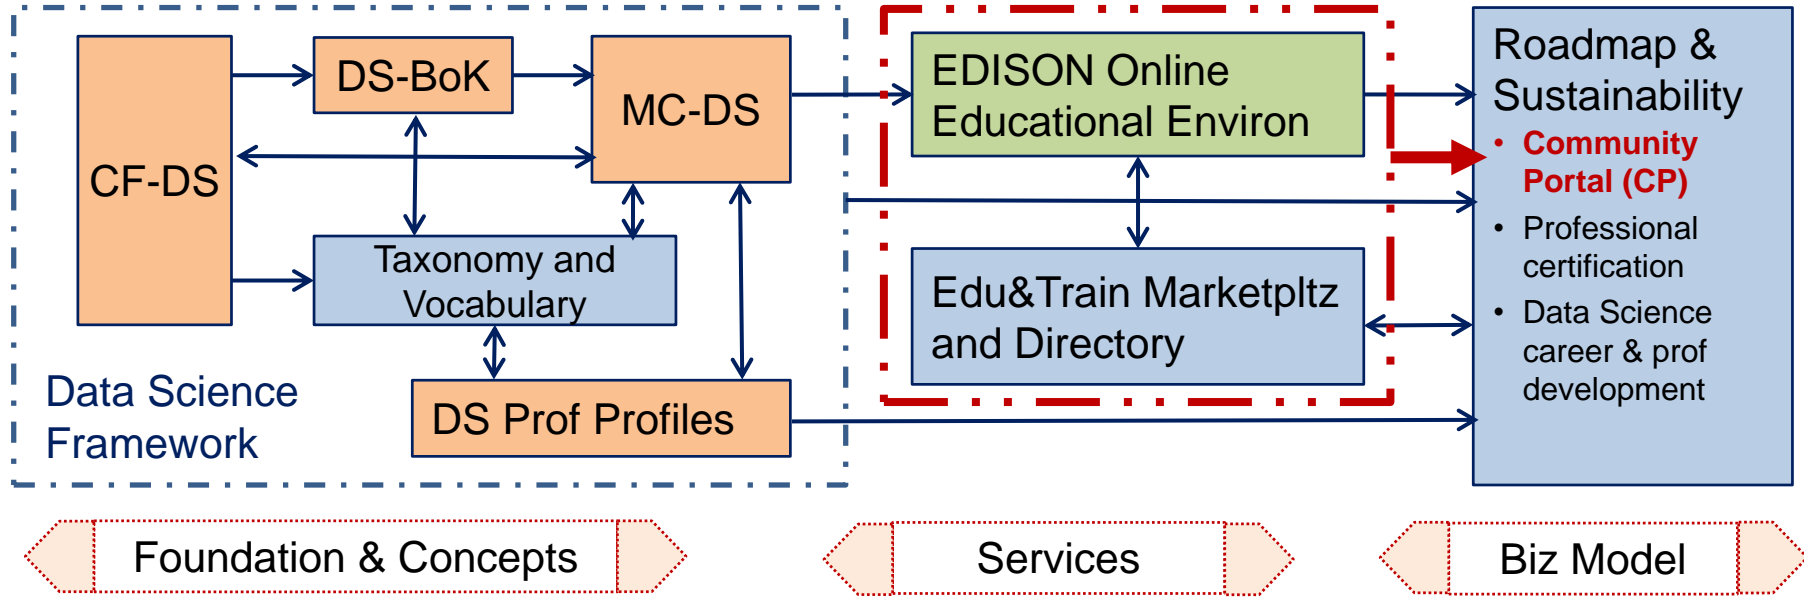 CF-DS
DS-BoK
MC-DS
Taxonomy and
Vocabulary
DS Prof Profiles
Data Science
Framework
EDISON Online
Educational Environ
Edu&Train Marketpltz
and Directory
Roadmap &
Sustainability
• Community
Portal (CP)
• Professional
certification
• Data Science
career & prof
development
Foundation & Concepts
Services
Biz Model